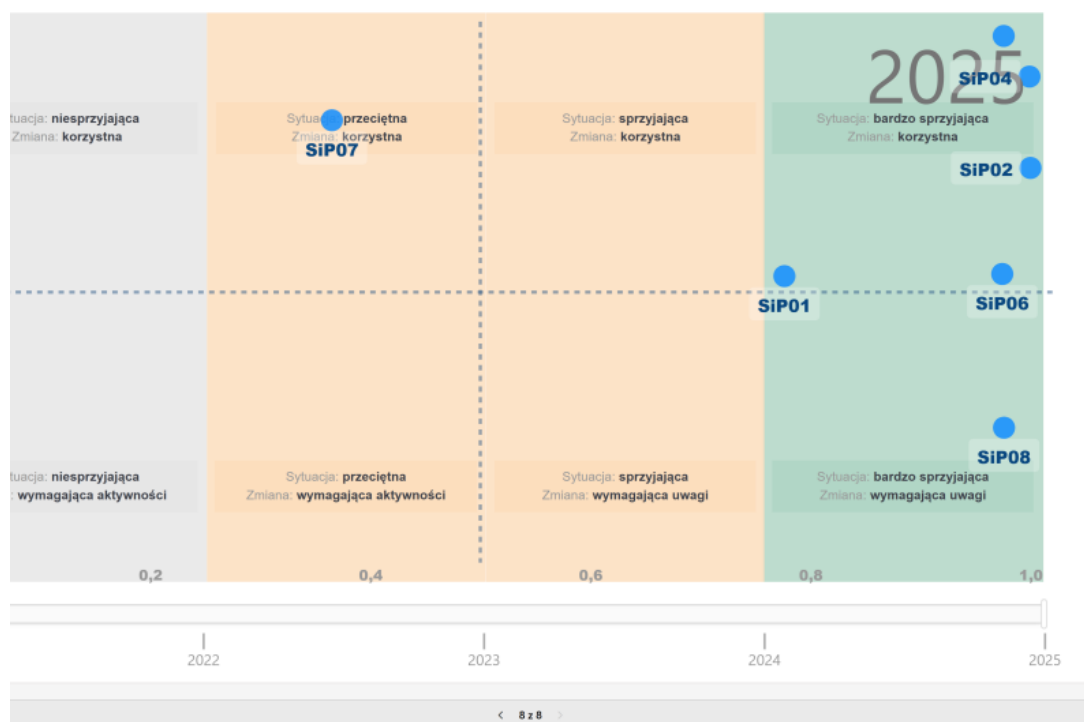 2025
SiP04
tuacja: niesprzyjająca
Zmiana: korzystna
Sytuacja: przeciętna
Zmiana: korzystna
SiP07
Sytuacja: sprzyjająca
Zmiana: korzystna
Sytuacja: bardzo sprzyjająca
Zmiana: korzystna
SiP02
SiP01
SiP06
SiP08
tuacja: niesprzyjająca
: wymagająca aktywności
Sytuacja: przeciętna
Zmiana: wymagająca aktywności
Sytuacja: sprzyjająca
Zmiana: wymagająca uwagi
Sytuacja: bardzo sprzyjająca
Zmiana: wymagająca uwagi
0,2 0,4 0,6 0,8 1,0
2022 2023 2024 2025
< 8 z 8 >